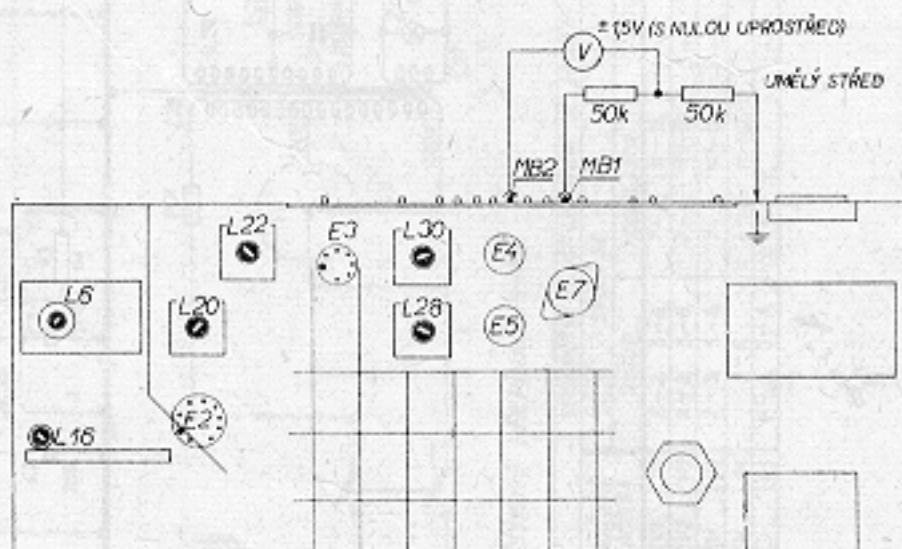 ± 1,5V (S NULOU UPROSTŘED)
V
UMĚLÝ STŘED
50k
50k
MB2
MB1
L22
E3
L30
E4
L6
E7
L20
L28
E5
E2
L16